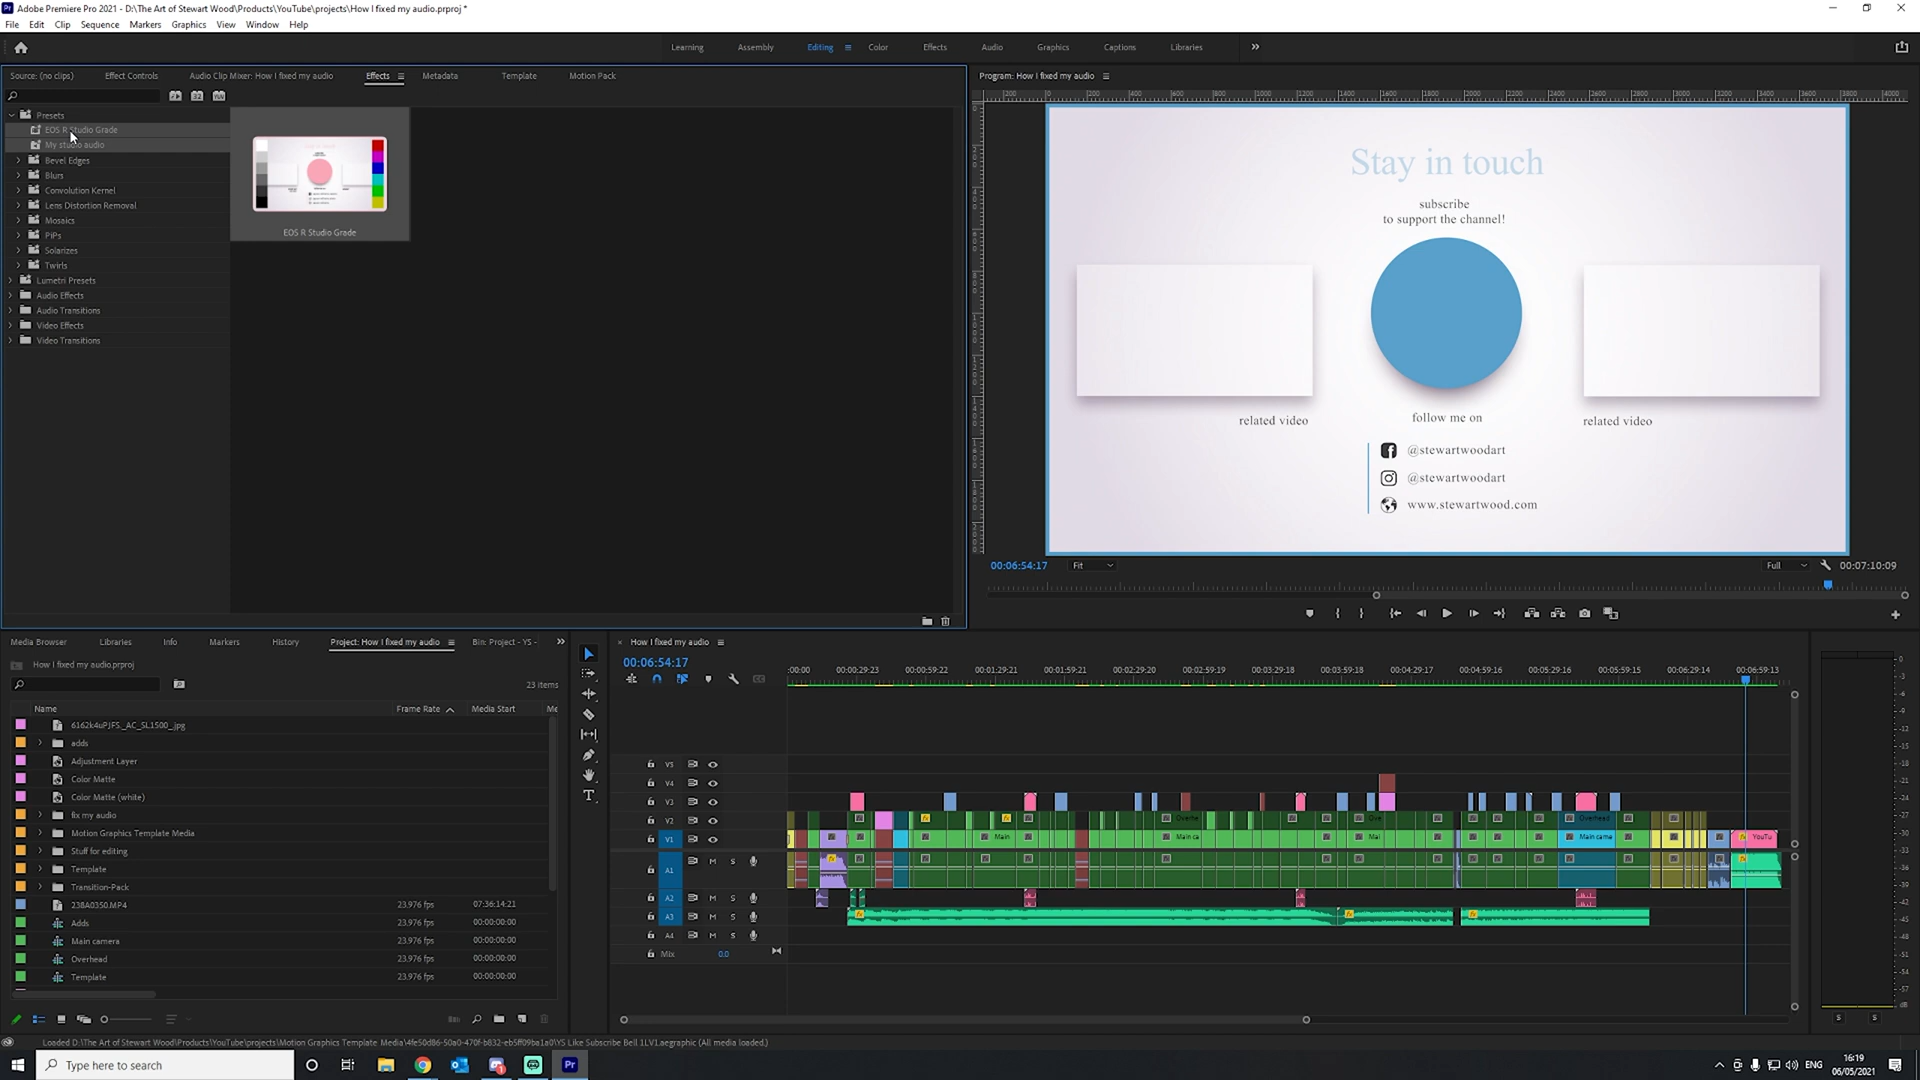 Adobe Premiere Pro 2021 - D:\The Art of Stewart Wood\Products\YouTube\projects\How I fixed my audio.prproj *
File Edit Clip Sequence Markers Graphics View Window Help
Learning Assembly Editing Color Effects Audio Graphics Captions Libraries
Source: (no clips) Effect Controls Audio Clip Mixer: How I fixed my audio Effects Metadata Template Motion Pack
Program: How I fixed my audio
Presets
EOS R Studio Grade
My studio audio
Bevel Edges
Blurs
Convolution Kernel
Lens Distortion Removal
Mosaics
PiPs
Solarizes
Twirls
Lumetri Presets
Audio Effects
Audio Transitions
Video Effects
Video Transitions
EOS R Studio Grade
Stay in touch
subscribe
to support the channel!
related video
follow me on
related video
@stewartwoodart
@stewartwoodart
www.stewartwood.com
00:06:54:17 Fit Full 00:07:10:09
Media Browser Libraries Info Markers History Project: How I fixed my audio Bin: Project - YS -
How I fixed my audio.prproj
23 items
Name Frame Rate Media Start Me
6162k4uPJFS._AC_SL1500_.jpg
adds
Adjustment Layer
Color Matte
Color Matte (white)
fix my audio
Motion Graphics Template Media
Stuff for editing
Template
Transition-Pack
238A0350.MP4 23.976 fps 07:36:14:21
Adds 23.976 fps 00:00:00:00
Main camera 23.976 fps 00:00:00:00
Overhead 23.976 fps 00:00:00:00
Template 23.976 fps 00:00:00:00
How I fixed my audio
00:06:54:17
:00:00 00:00:29:23 00:00:59:22 00:01:29:21 00:01:59:21 00:02:29:20 00:02:59:19 00:03:29:18 00:03:59:18 00:04:29:17 00:04:59:16 00:05:29:16 00:05:59:15 00:06:29:14 00:06:59:13
V5
V4
V3
V2 Overhe Ove Overhead
V1 Main Main ca Mai Main came YouTu
A1 M S
A2 M S
A3 M S
A4 M S
Mix 0.0
S S
Loaded D:\The Art of Stewart Wood\Products\YouTube\projects\Motion Graphics Template Media\4fe50d86-50a0-470f-b832-eb5ff09ba1a0\YS Like Subscribe Bell 1LV1.aegraphic (All media loaded.)
Type here to search
ENG
16:19
06/05/2021